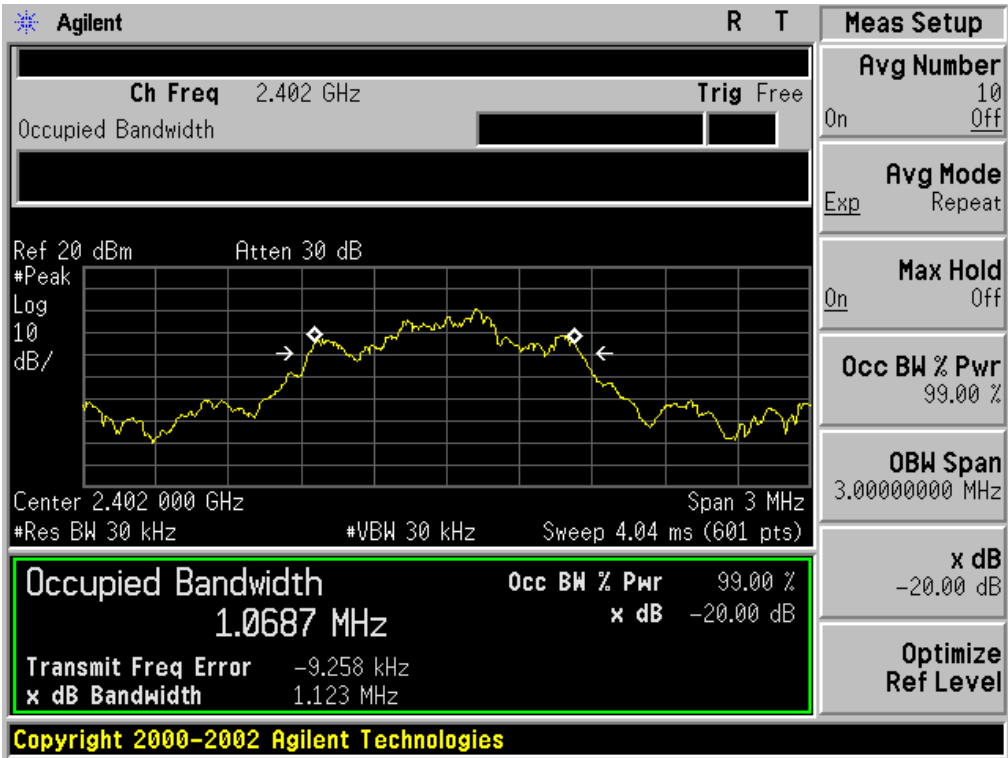 Agilent R T
Ch Freq 2.402 GHz Trig Free
Occupied Bandwidth
Ref 20 dBm Atten 30 dB
#Peak
Log
10
dB/
Center 2.402 000 GHz Span 3 MHz
#Res BW 30 kHz #VBW 30 kHz Sweep 4.04 ms (601 pts)
Occupied Bandwidth Occ BW % Pwr 99.00 %
1.0687 MHz x dB -20.00 dB
Transmit Freq Error -9.258 kHz
x dB Bandwidth 1.123 MHz
Copyright 2000-2002 Agilent Technologies
Meas Setup
Avg Number
10
On Off
Avg Mode
Exp Repeat
Max Hold
On Off
Occ BW % Pwr
99.00 %
OBW Span
3.00000000 MHz
x dB
-20.00 dB
Optimize
Ref Level